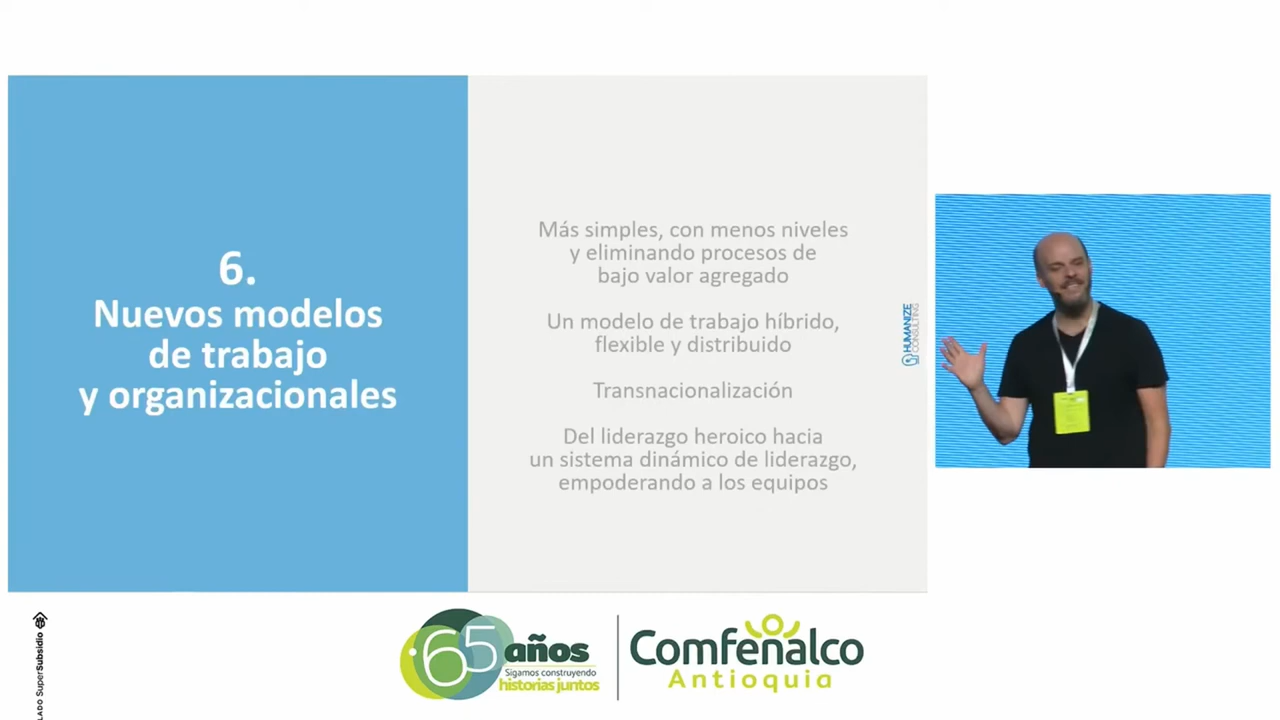 6.
Nuevos modelos
de trabajo
y organizacionales
Más simples, con menos niveles
y eliminando procesos de
bajo valor agregado
Un modelo de trabajo híbrido,
flexible y distribuido
Transnacionalización
Del liderazgo heroico hacia
un sistema dinámico de liderazgo,
empoderando a los equipos
HUMANIZE
CONSULTING
LADO SuperSubsidio
65 años
Sigamos construyendo
historias juntos
Comfenalco
Antioquia